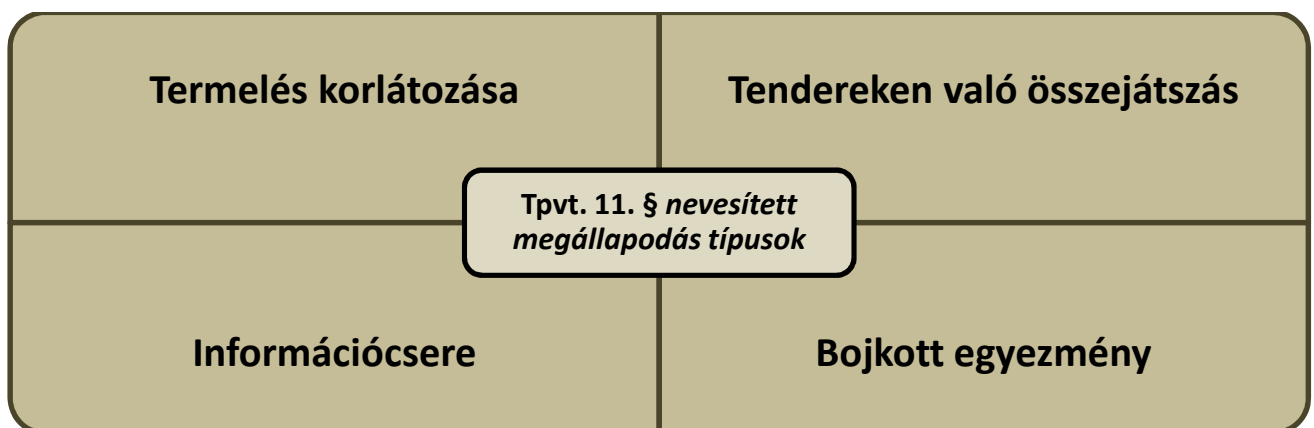 Termelés korlátozása
Tendereken való összejátszás
Tpvt. 11. § nevesített
megállapodás típusok
Információcsere
Bojkott egyezmény